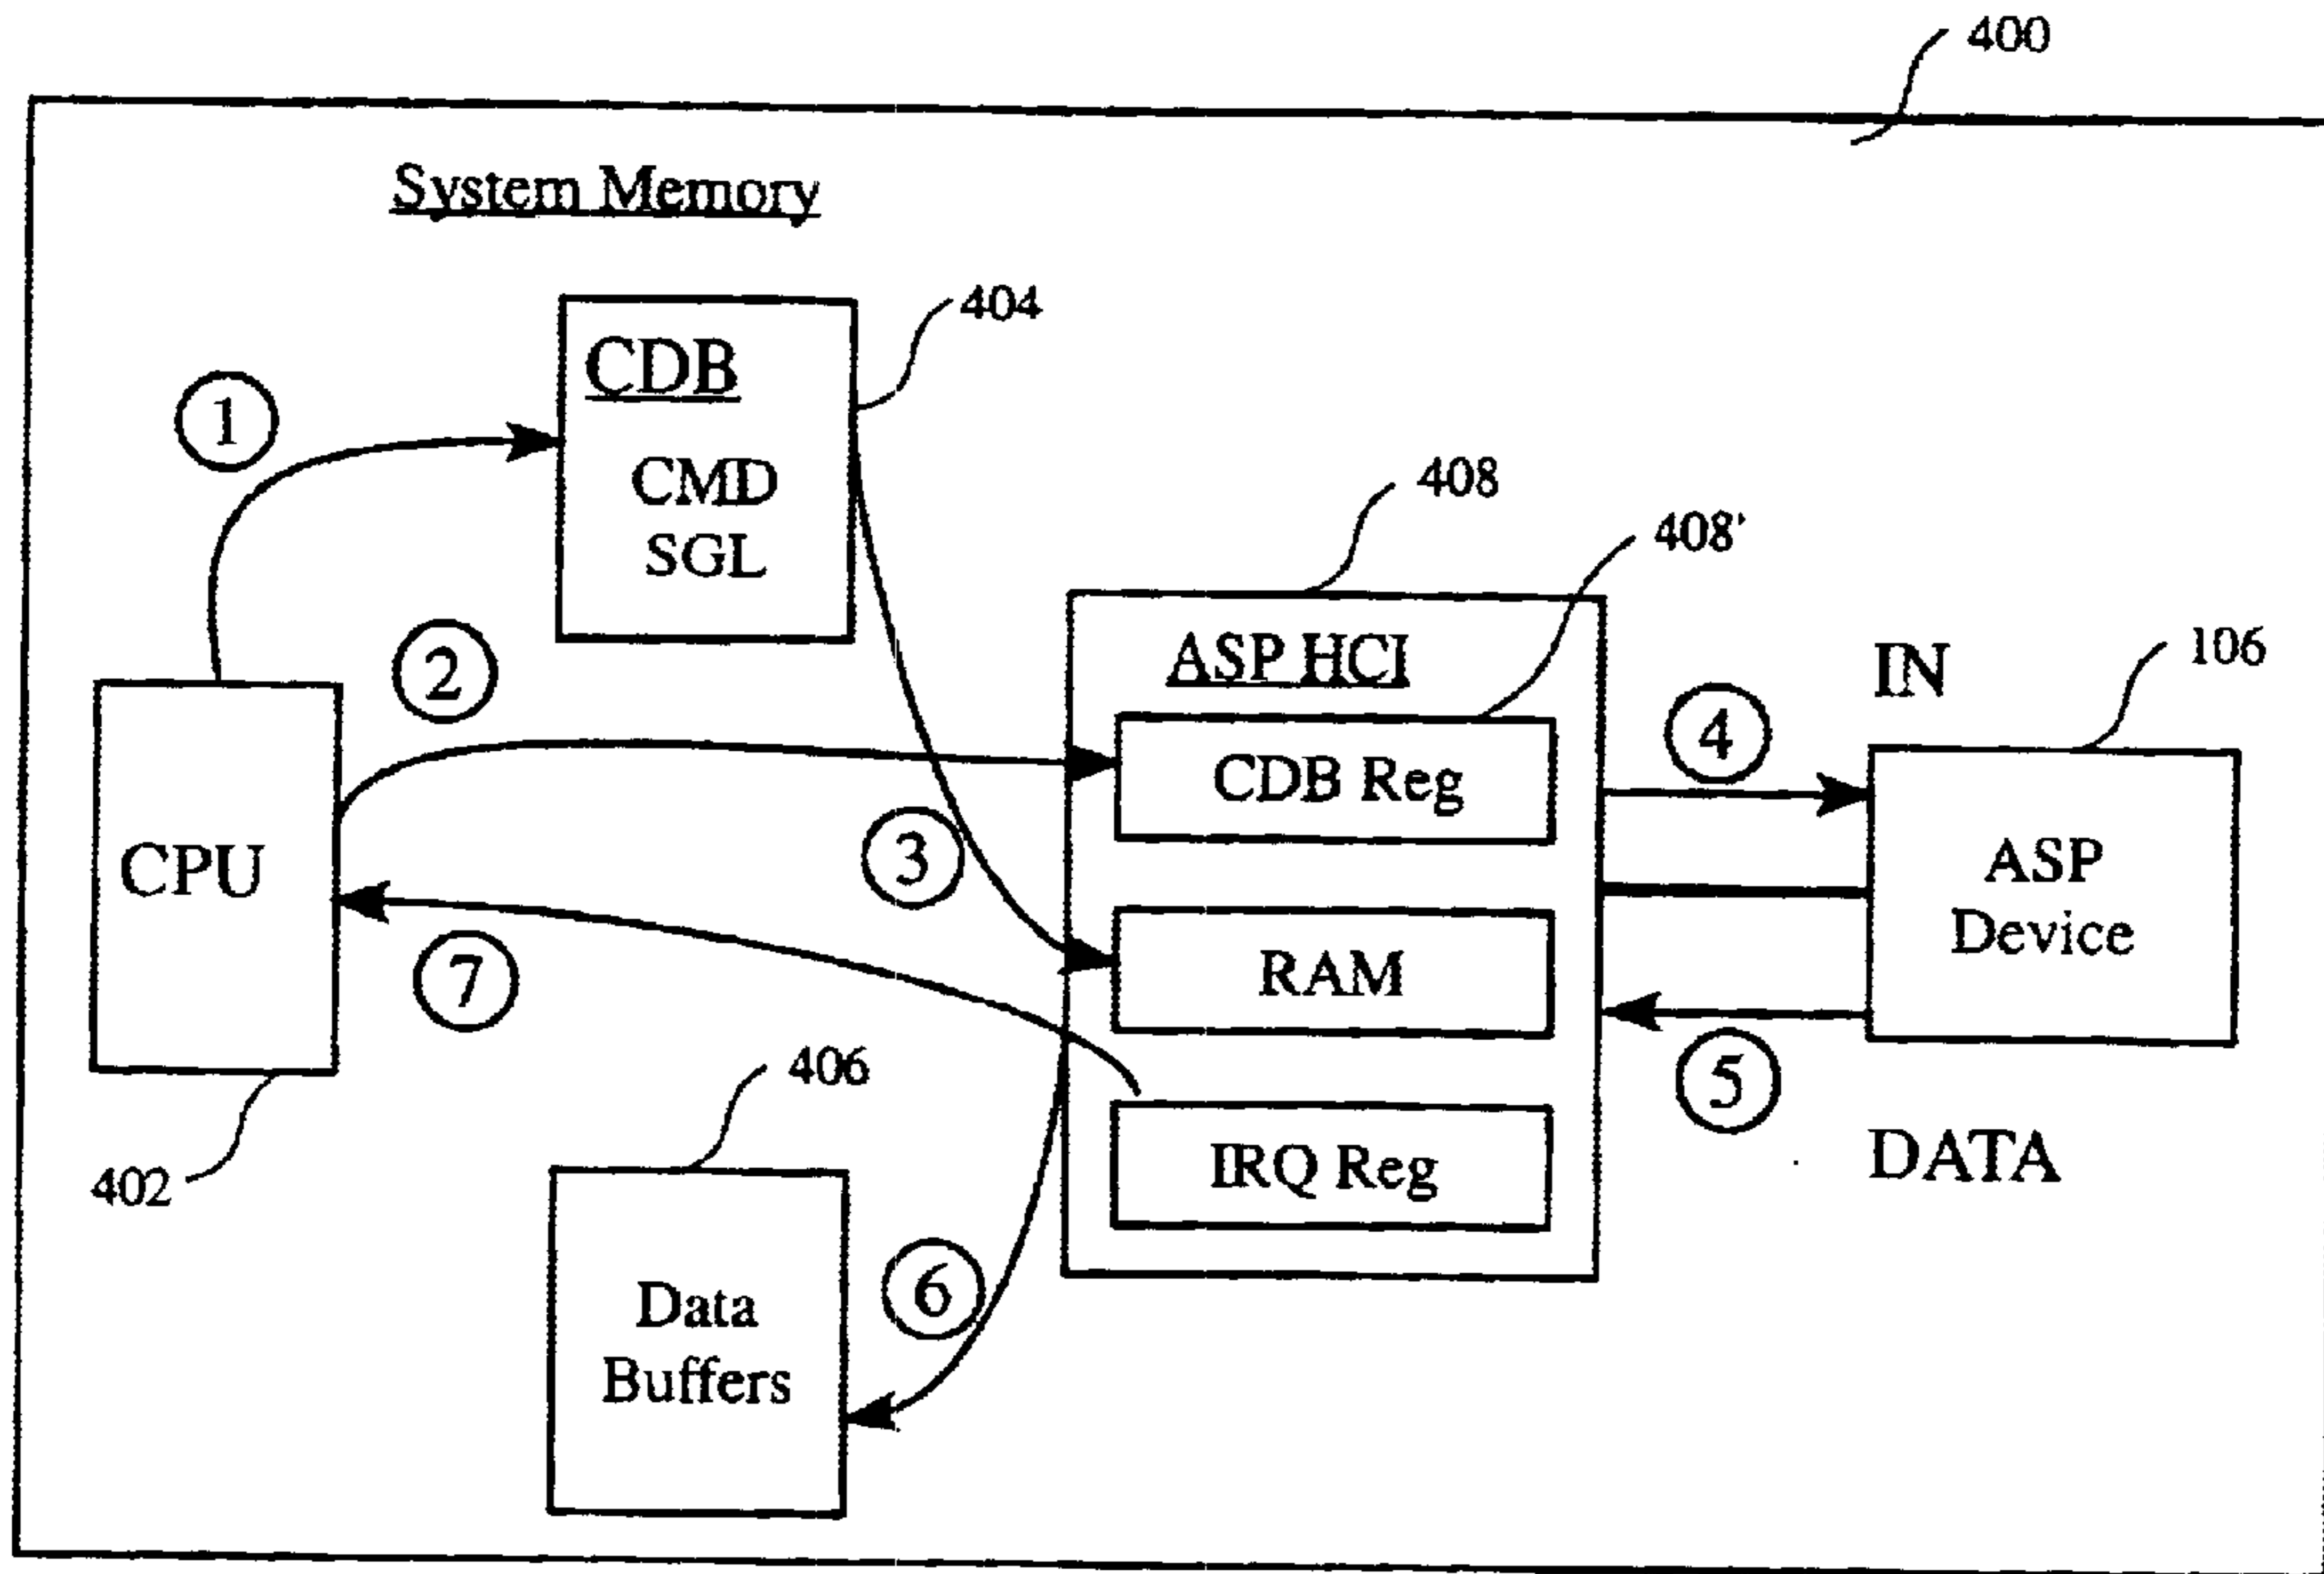 400
System Memory
404
CDB
CMD
SGL
1
2
408
408'
ASP HCI
106
IN
4
CDB Reg
CPU
3
ASP
Device
RAM
7
5
406
402
IRQ Reg
DATA
6
Data
Buffers